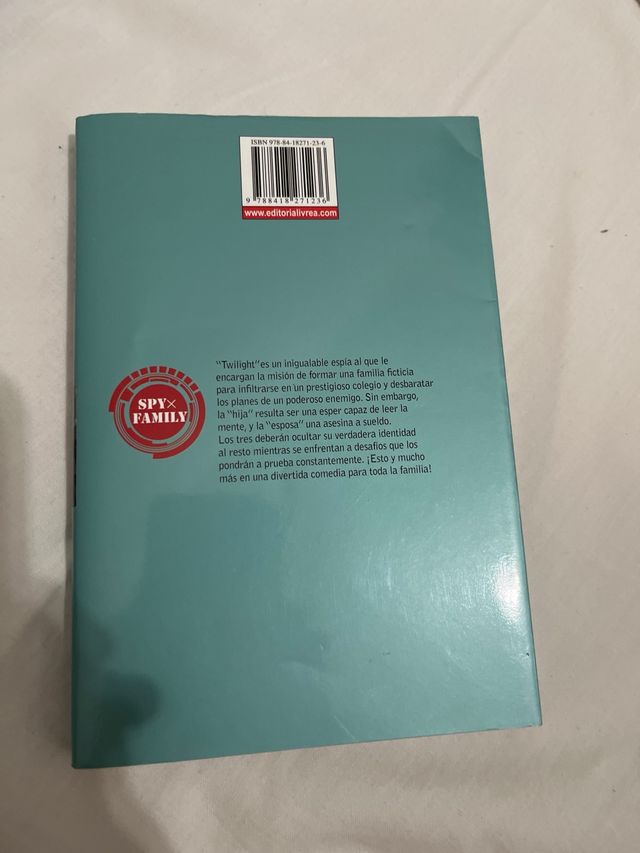 ISBN 978-84-18271-23-6
9 788418 271236
www.editorialivrea.com
SPY×
FAMILY
"Twilight"es un inigualable espía al que le
encargan la misión de formar una familia ficticia
para infiltrarse en un prestigioso colegio y desbaratar
los planes de un poderoso enemigo. Sin embargo,
la "hija" resulta ser una esper capaz de leer la
mente, y la "esposa" una asesina a sueldo.
Los tres deberán ocultar su verdadera identidad
al resto mientras se enfrentan a desafíos que los
pondrán a prueba constantemente. ¡Esto y mucho
más en una divertida comedia para toda la familia!